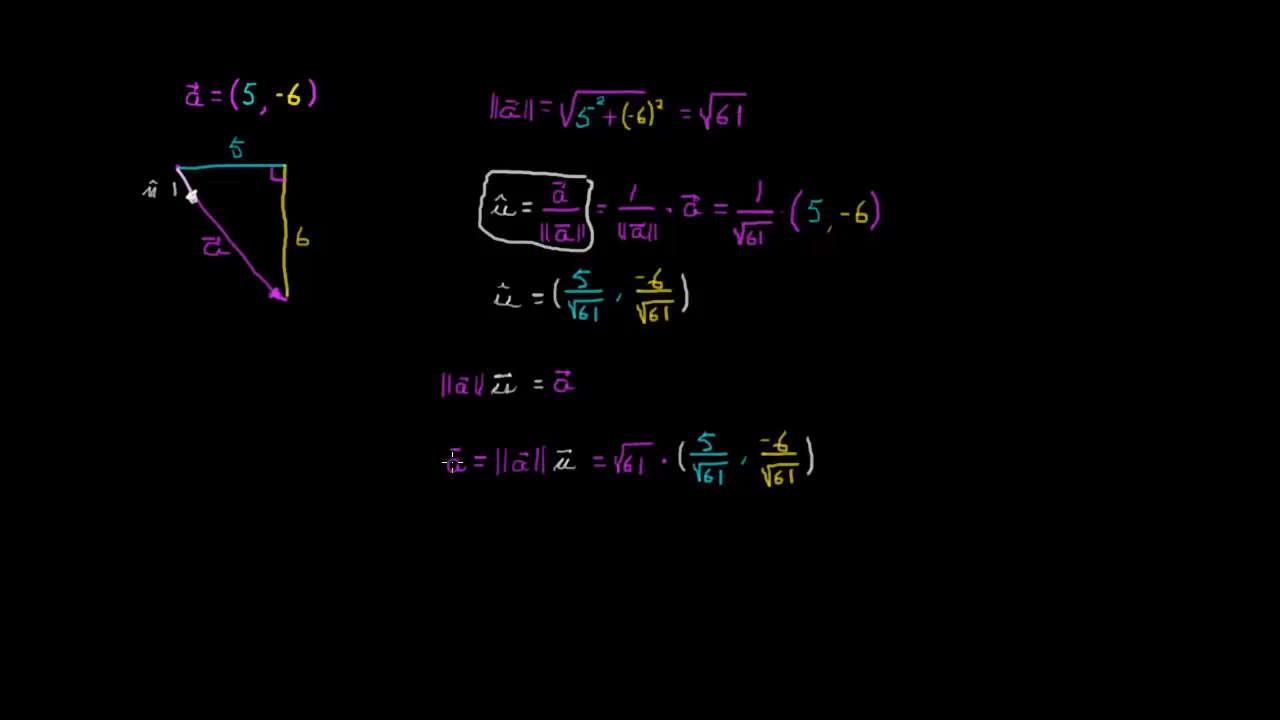 a⃗ = (5, -6)
5
û 1
a⃗
6
||a⃗|| = √(5² + (-6)²) = √61
û = a⃗/||a⃗|| = 1/||a⃗|| · a⃗ = 1/√61 · (5, -6)
û = (5/√61, -6/√61)
||a⃗|| u⃗ = a⃗
a⃗ = ||a⃗|| u⃗ = √61 · (5/√61, -6/√61)